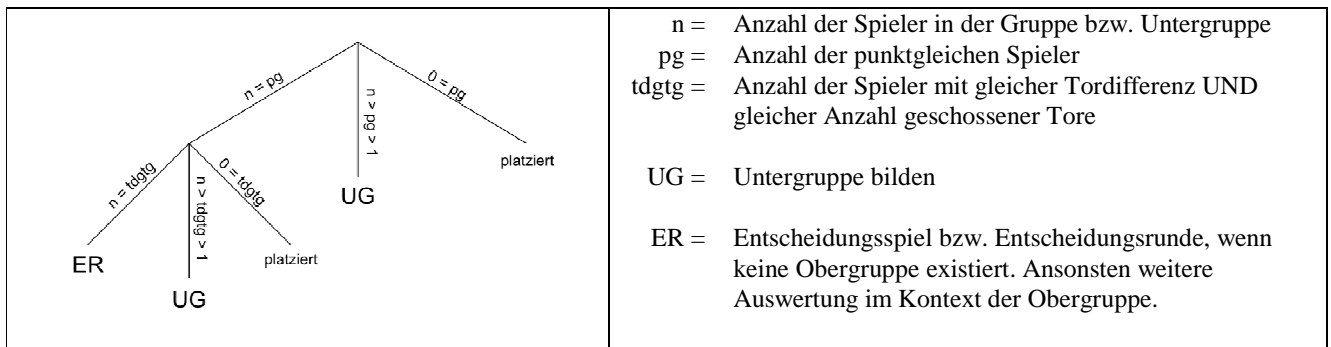 n = pg
n > pg > 1
0 = pg
platziert
UG
n = tdgtg
n > tdgtg > 1
0 = tdgtg
ER
UG
platziert
n = Anzahl der Spieler in der Gruppe bzw. Untergruppe
pg = Anzahl der punktgleichen Spieler
tdgtg = Anzahl der Spieler mit gleicher Tordifferenz UND
gleicher Anzahl geschossener Tore
UG = Untergruppe bilden
ER = Entscheidungsspiel bzw. Entscheidungsrunde, wenn
keine Obergruppe existiert. Ansonsten weitere
Auswertung im Kontext der Obergruppe.